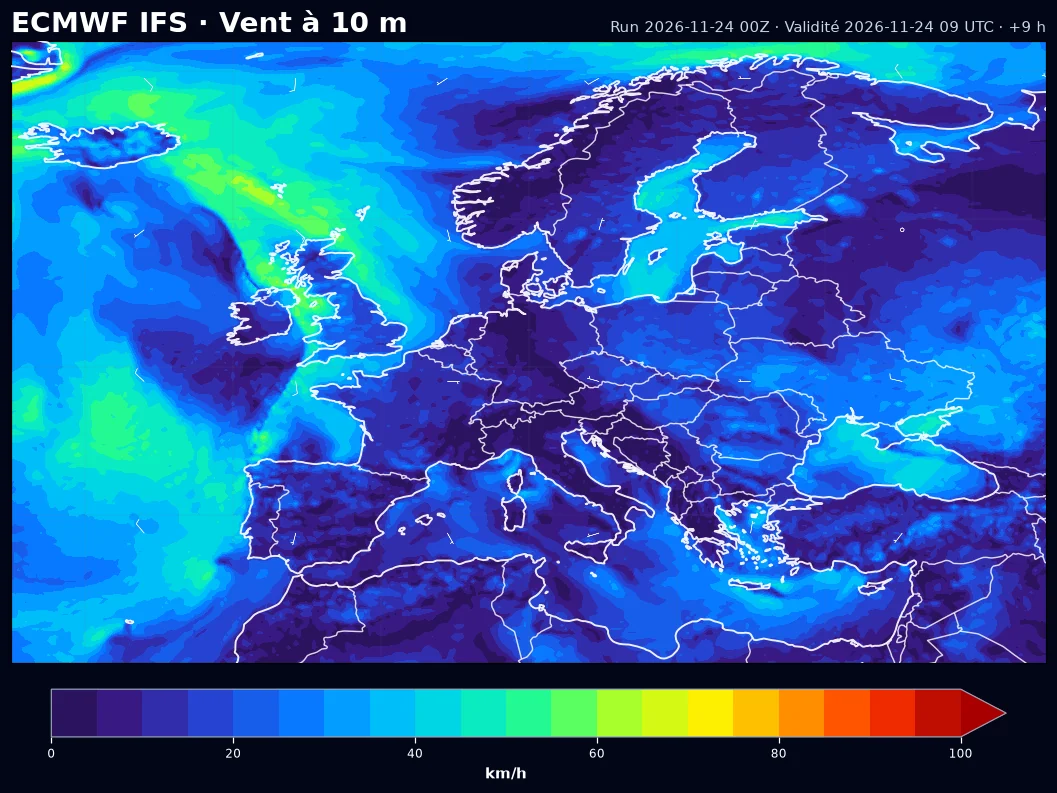 ECMWF IFS · Vent à 10 m
Run 2026-11-24 00Z · Validité 2026-11-24 09 UTC · +9 h
0 20 40 60 80 100
km/h